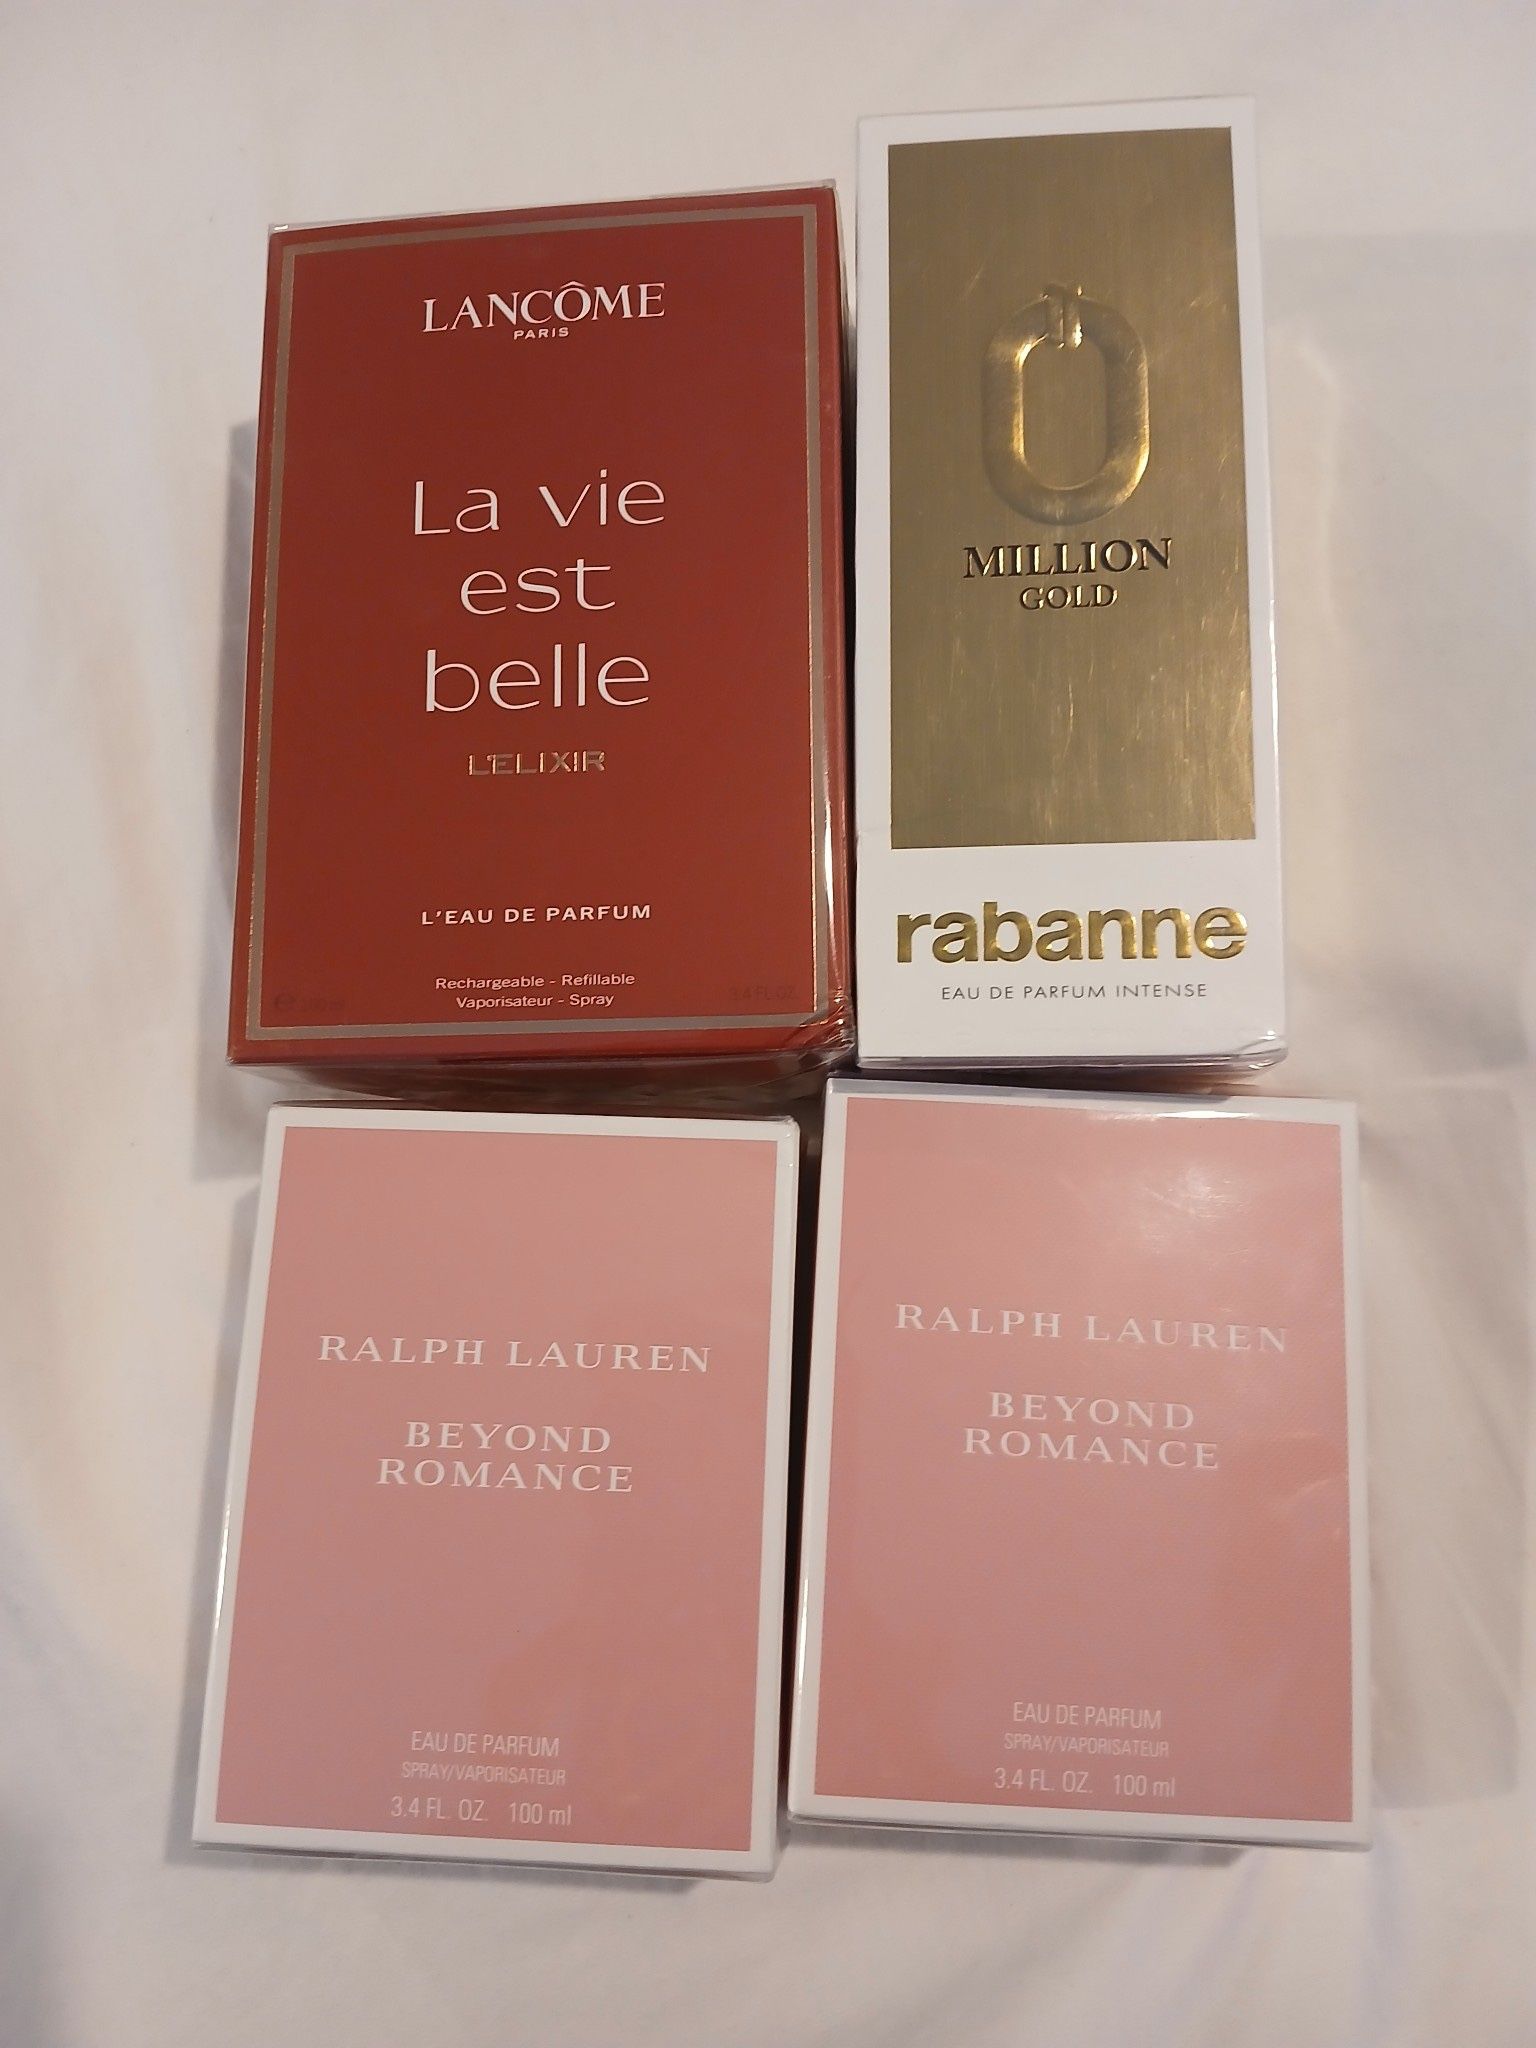 LANCÔME
PARIS
La vie
est
belle
L'ELIXIR
L'EAU DE PARFUM
Rechargeable - Refillable
Vaporisateur - Spray
℮ 100 ml
3.4 FL. OZ.
MILLION
GOLD
rabanne
EAU DE PARFUM INTENSE
RALPH LAUREN
BEYOND
ROMANCE
EAU DE PARFUM
SPRAY/VAPORISATEUR
3.4 FL. OZ. 100 ml
RALPH LAUREN
BEYOND
ROMANCE
EAU DE PARFUM
SPRAY/VAPORISATEUR
3.4 FL. OZ. 100 ml